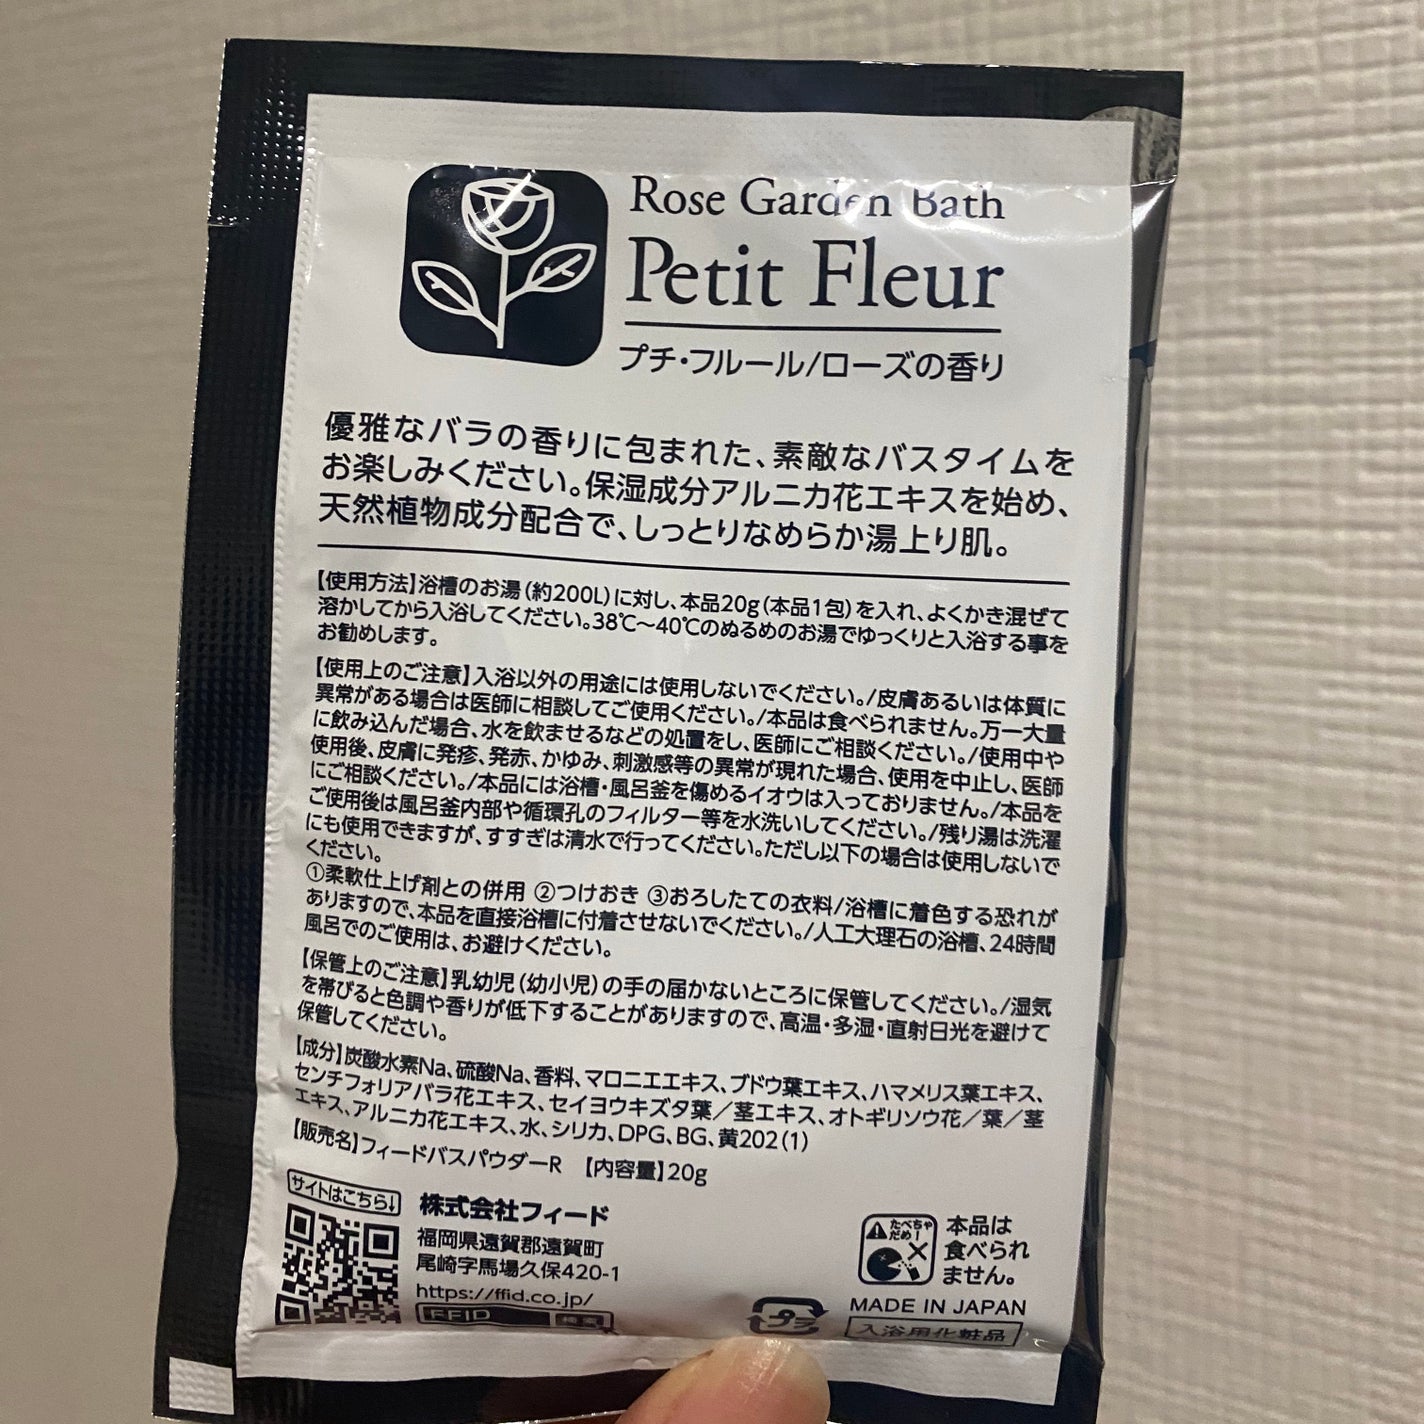 Rose Garden Bath
Petit Fleur
プチ・フルール/ローズの香り
優雅なバラの香りに包まれた、素敵なバスタイムを
お楽しみください。保湿成分アルニカ花エキスを始め、
天然植物成分配合で、しっとりなめらか湯上り肌。
【使用方法】浴槽のお湯(約200L)に対し、本品20g(本品1包)を入れ、よくかき混ぜて
溶かしてから入浴してください。38℃〜40℃のぬるめのお湯でゆっくりと入浴する事を
お勧めします。
【使用上のご注意】入浴以外の用途には使用しないでください。/皮膚あるいは体質に
異常がある場合は医師に相談してご使用ください。/本品は食べられません。万一大量
に飲み込んだ場合、水を飲ませるなどの処置をし、医師にご相談ください。/使用中や
使用後、皮膚に発疹、発赤、かゆみ、刺激感等の異常が現れた場合、使用を中止し、医師
にご相談ください。/本品には浴槽・風呂釜を傷めるイオウは入っておりません。/本品を
ご使用後は風呂釜内部や循環孔のフィルター等を水洗いしてください。/残り湯は洗濯
にも使用できますが、すすぎは清水で行ってください。ただし以下の場合は使用しないで
ください。
①柔軟仕上げ剤との併用 ②つけおき ③おろしたての衣料/浴槽に着色する恐れが
ありますので、本品を直接浴槽に付着させないでください。/人工大理石の浴槽、24時間
風呂でのご使用は、お避けください。
【保管上のご注意】乳幼児(幼小児)の手の届かないところに保管してください。/湿気
を帯びると色調や香りが低下することがありますので、高温・多湿・直射日光を避けて
保管してください。
【成分】炭酸水素Na、硫酸Na、香料、マロニエエキス、ブドウ葉エキス、ハマメリス葉エキス、
センチフォリアバラ花エキス、セイヨウキズタ葉／茎エキス、オトギリソウ花／葉／茎
エキス、アルニカ花エキス、水、シリカ、DPG、BG、黄202(1)
【販売名】フィードバスパウダーR 【内容量】20g
サイトはこちら↓
株式会社フィード
福岡県遠賀郡遠賀町
尾崎字馬場久保420-1
https://ffid.co.jp/
FFID 検索
たべちゃだめー!
本品は
食べられ
ません。
MADE IN JAPAN
プラ
入浴用化粧品